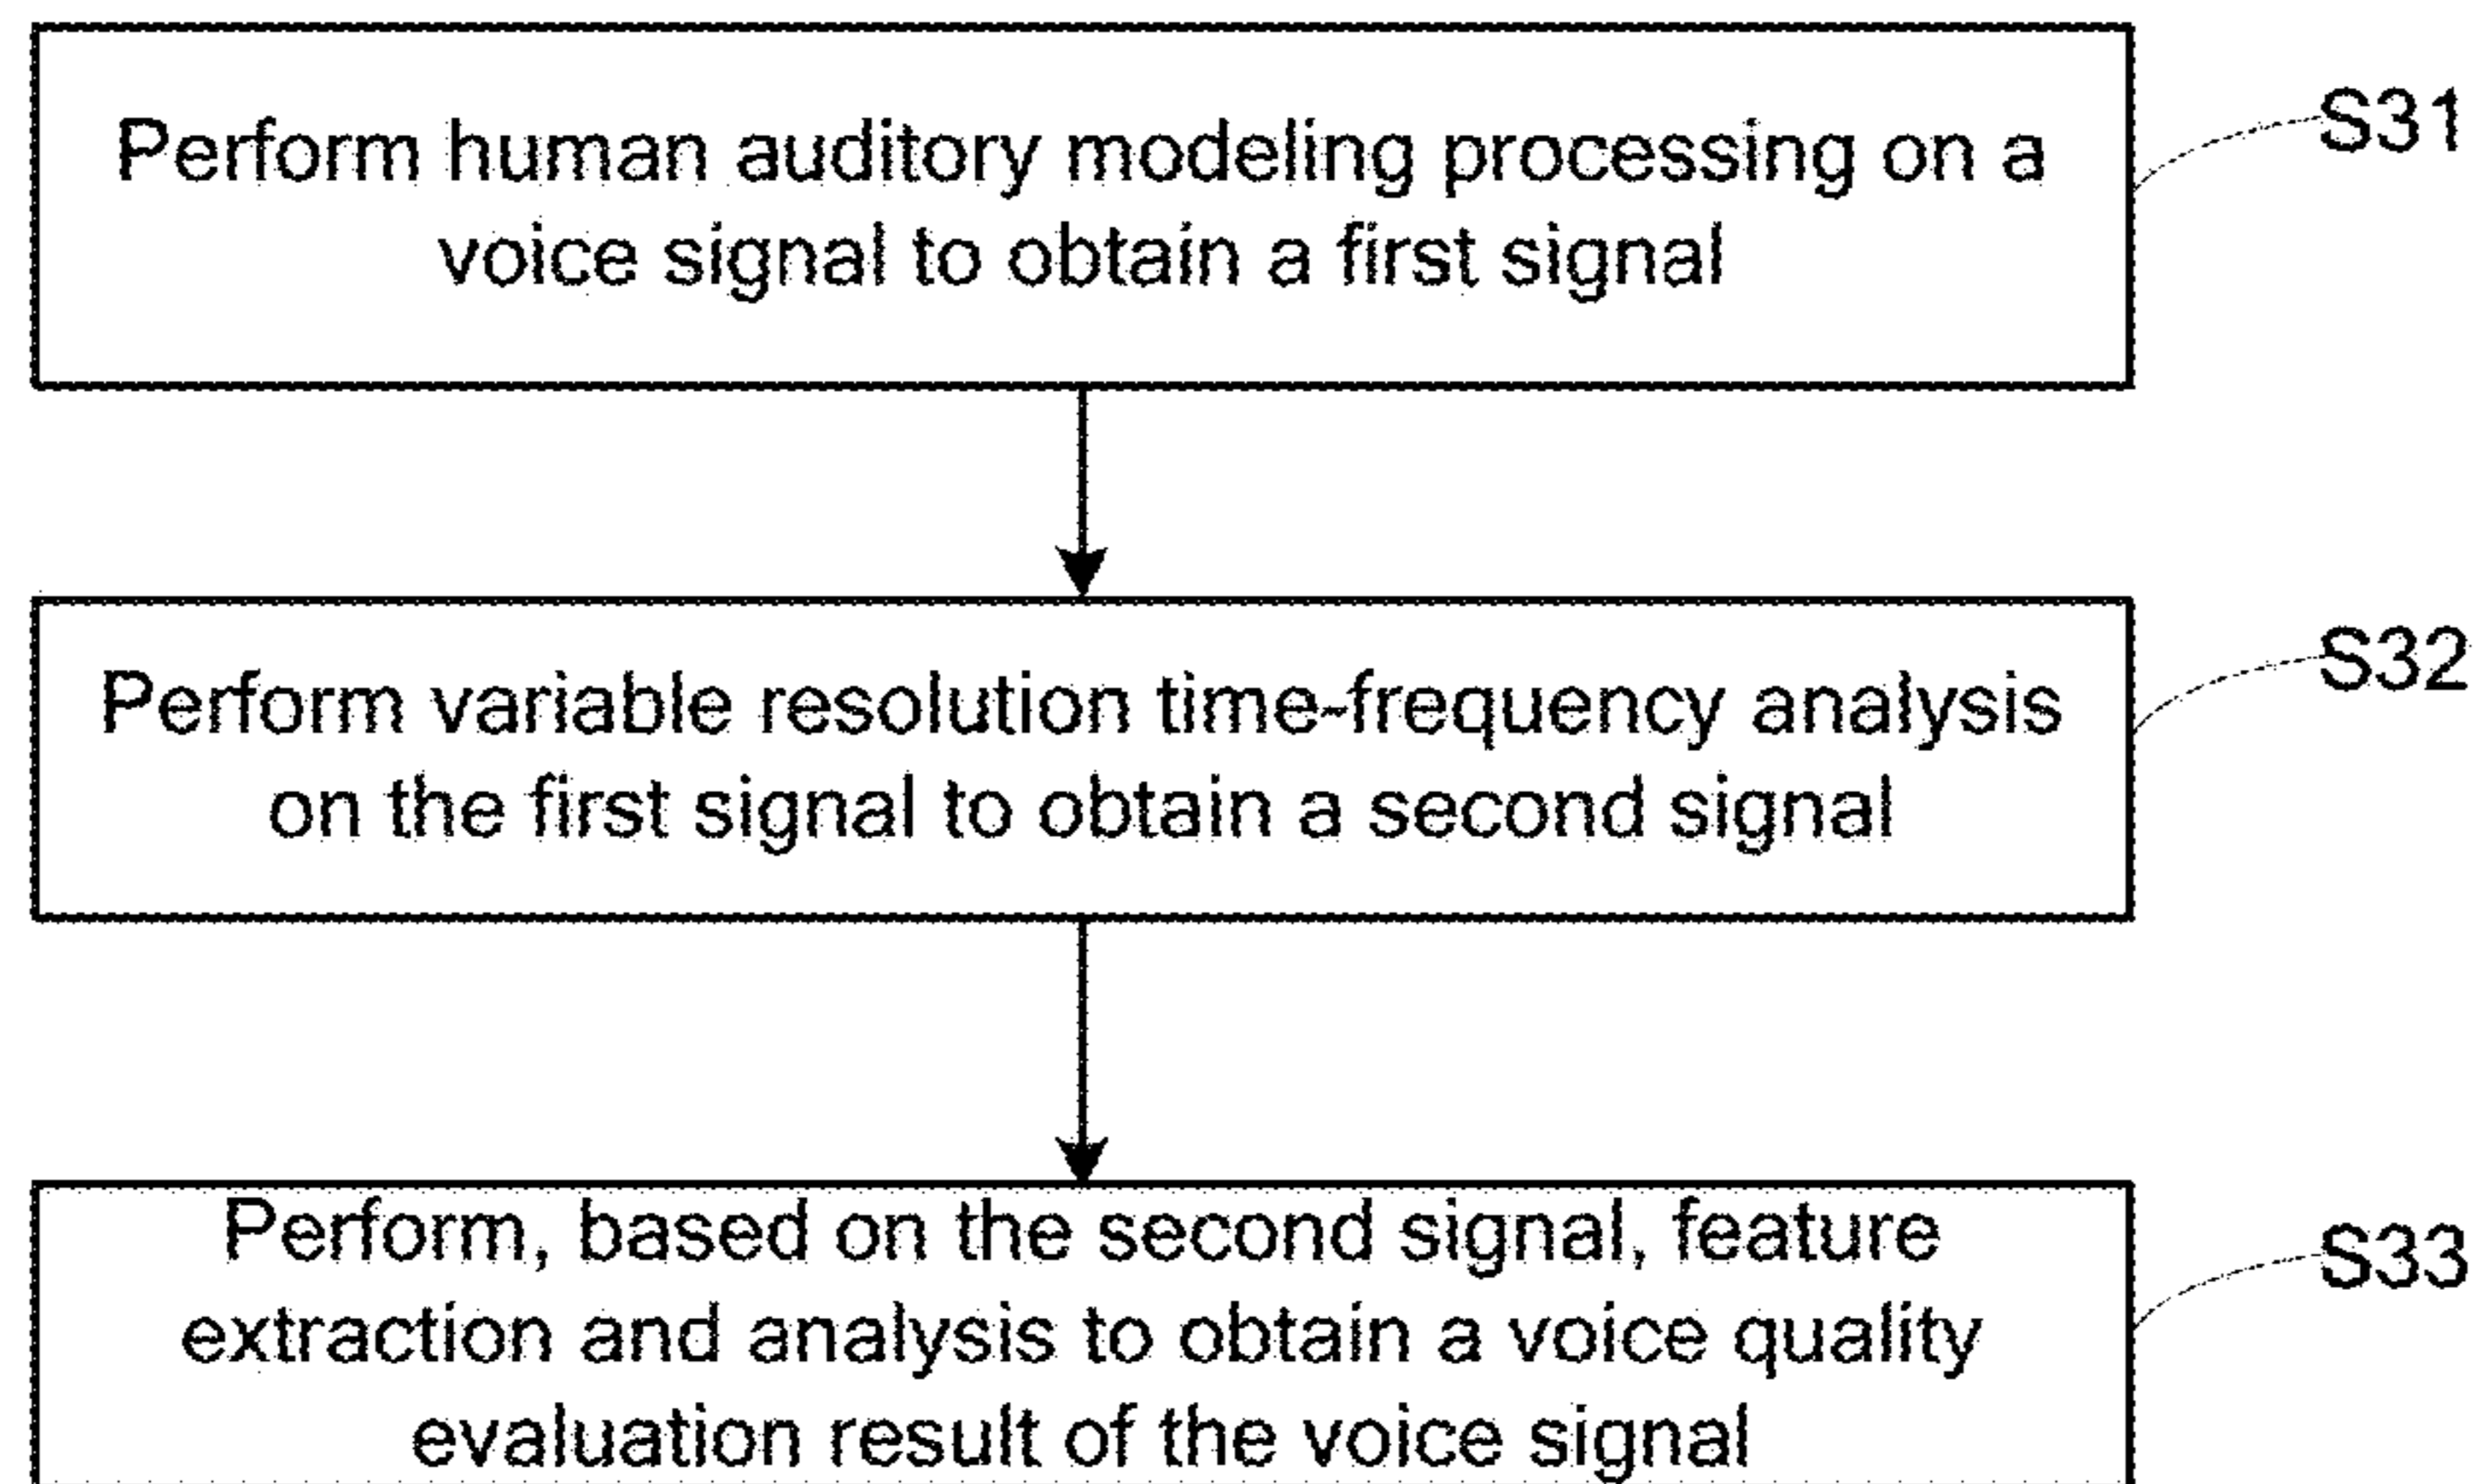 Perform human auditory modeling processing on a
voice signal to obtain a first signal
S31
Perform variable resolution time-frequency analysis
on the first signal to obtain a second signal
S32
Perform, based on the second signal, feature
extraction and analysis to obtain a voice quality
evaluation result of the voice signal
S33